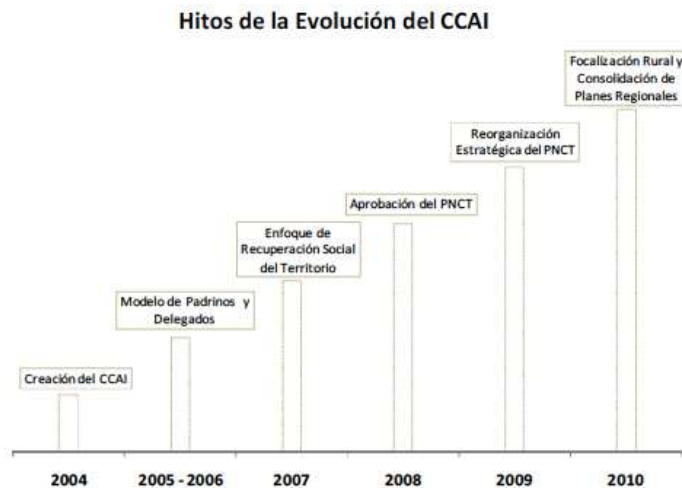 Hitos de la Evolución del CCAI
Focalización Rural y
Consolidación de
Planes Regionales
Reorganización
Estratégica del PNCT
Aprobación del PNCT
Enfoque de
Recuperación Social
del Territorio
Modelo de Padrinos y
Delegados
Creación del CCAI
2004 2005 - 2006 2007 2008 2009 2010